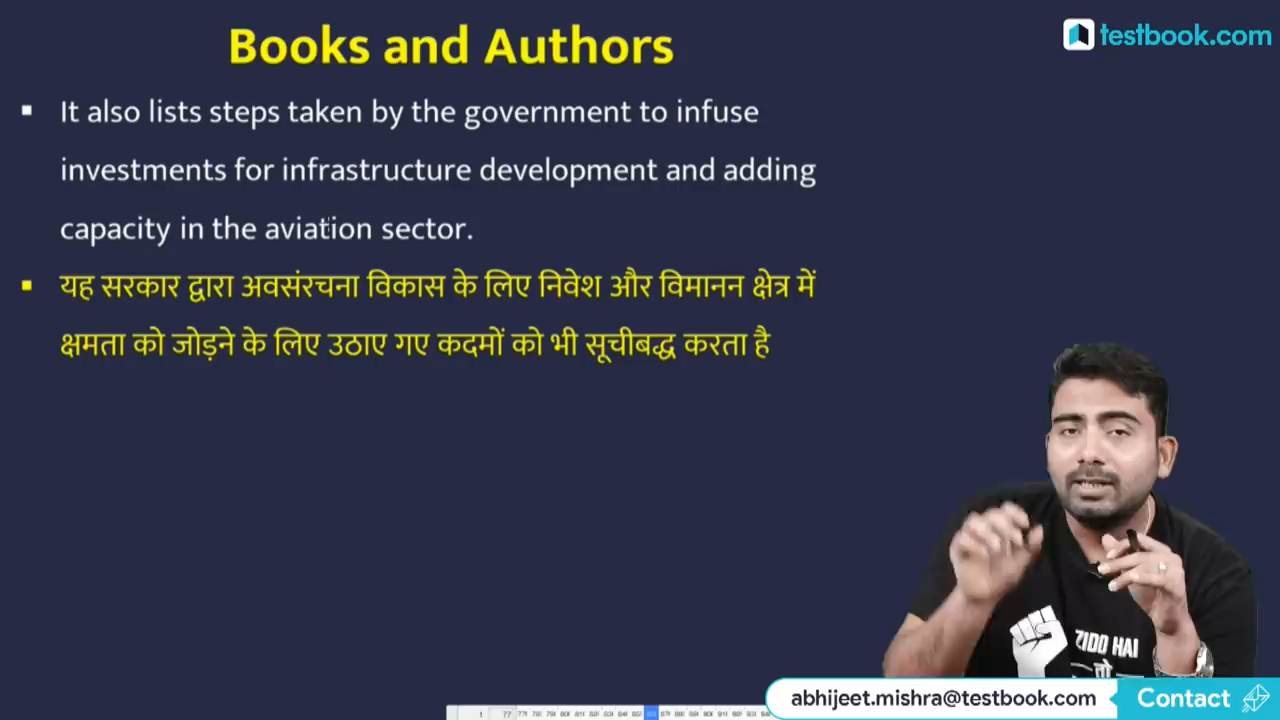 Books and Authors
testbook.com
▪ It also lists steps taken by the government to infuse
investments for infrastructure development and adding
capacity in the aviation sector.
▪ यह सरकार द्वारा अवसंरचना विकास के लिए निवेश और विमानन क्षेत्र में
क्षमता को जोड़ने के लिए उठाए गए कदमों को भी सूचीबद्ध करता है
ZIDD HAI
तो
abhijeet.mishra@testbook.com
Contact